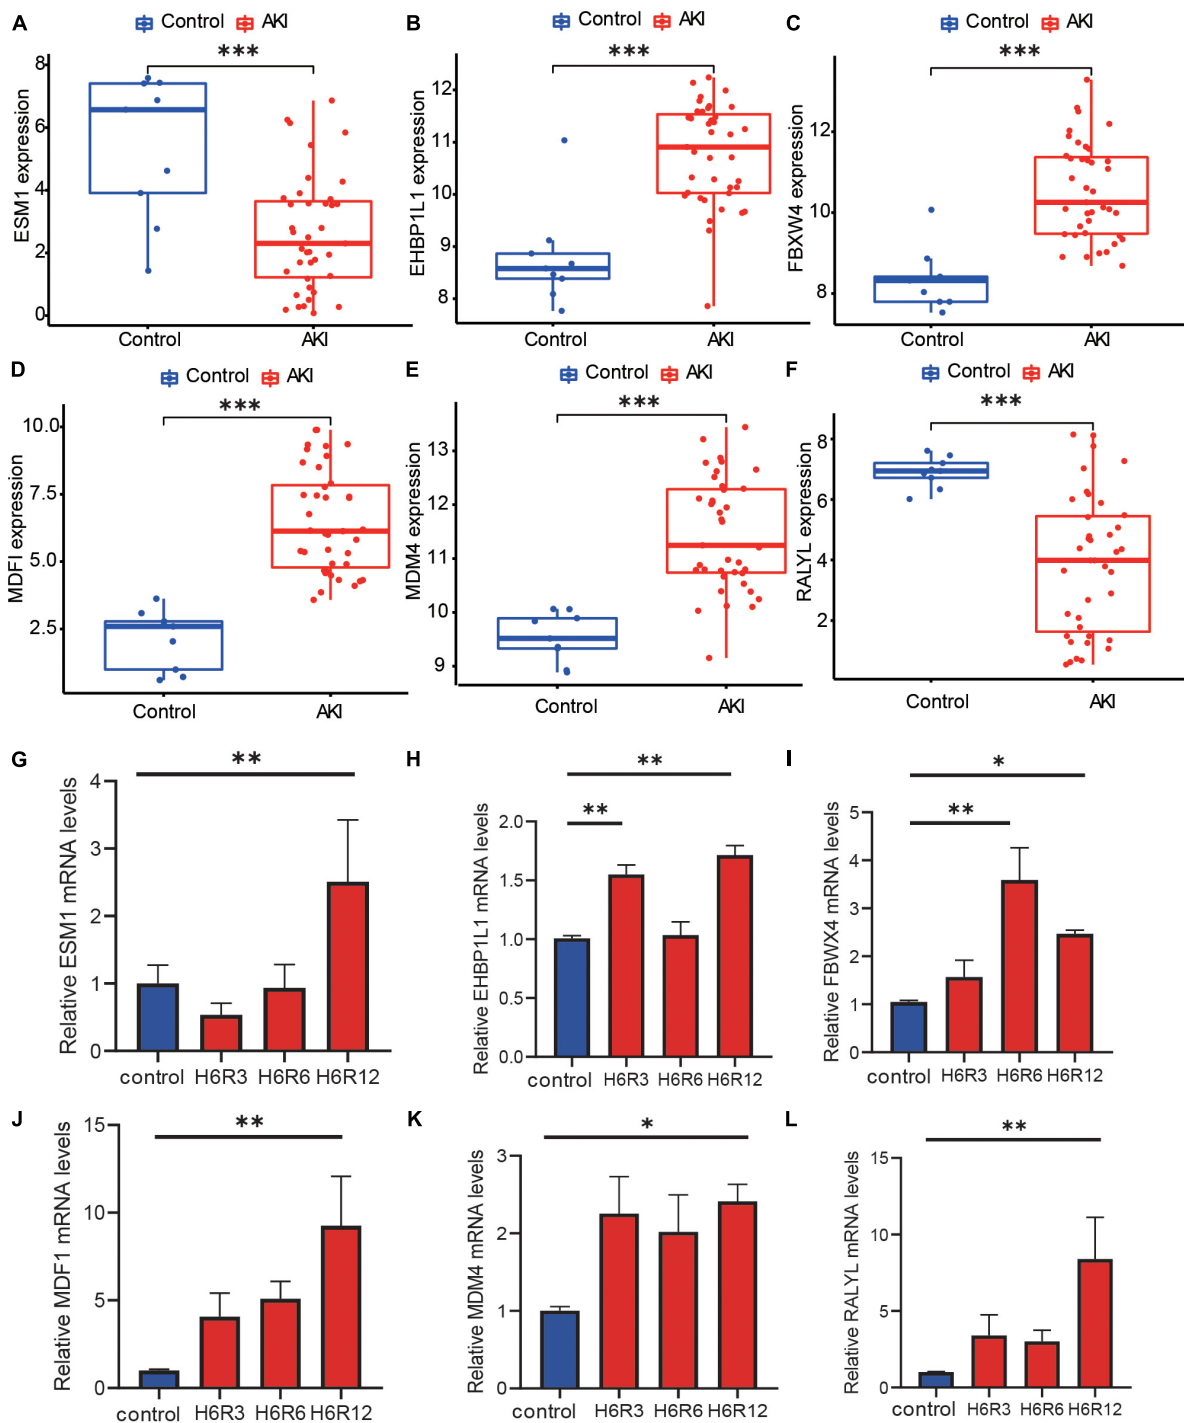 A
Control AKI
***
ESM1 expression
8
6
4
2
0
Control AKI
B
Control AKI
***
EHBP1L1 expression
12
11
10
9
8
Control AKI
C
Control AKI
***
FBXW4 expression
12
10
8
Control AKI
D
Control AKI
***
MDFI expression
10.0
7.5
5.0
2.5
Control AKI
E
Control AKI
***
MDM4 expression
13
12
11
10
9
Control AKI
F
Control AKI
***
RALYL expression
8
6
4
2
Control AKI
G
**
Relative ESM1 mRNA levels
4
3
2
1
0
control H6R3 H6R6 H6R12
H
**
**
Relative EHBP1L1 mRNA levels
2.0
1.5
1.0
0.5
0.0
control H6R3 H6R6 H6R12
I
*
**
Relative FBWX4 mRNA levels
5
4
3
2
1
0
control H6R3 H6R6 H6R12
J
**
Relative MDF1 mRNA levels
15
10
5
0
control H6R3 H6R6 H6R12
K
*
Relative MDM4 mRNA levels
3
2
1
0
control H6R3 H6R6 H6R12
L
**
Relative RALYL mRNA levels
15
10
5
0
control H6R3 H6R6 H6R12